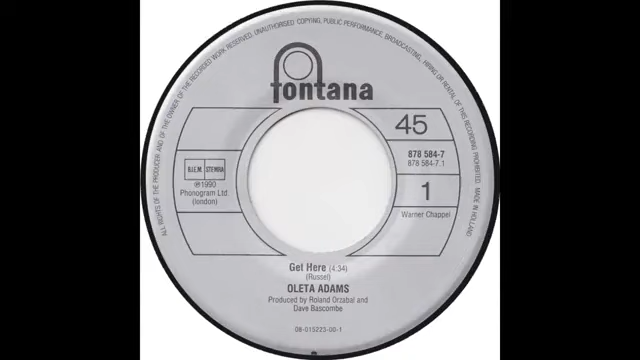 ALL RIGHTS OF THE PRODUCER AND OF THE OWNER OF THE RECORDED WORK RESERVED. UNAUTHORISED COPYING, PUBLIC PERFORMANCE, BROADCASTING, HIRING OR RENTAL OF THIS RECORDING PROHIBITED. MADE IN HOLLAND
fontana
45
878 584-7
878 584-7.1
B.I.E.M. STEMRA
℗1990
Phonogram Ltd.
(london)
1
Warner Chappel
Get Here (4:34)
(Russel)
OLETA ADAMS
Produced by Roland Orzabal and
Dave Bascombe
08-015223-00-1